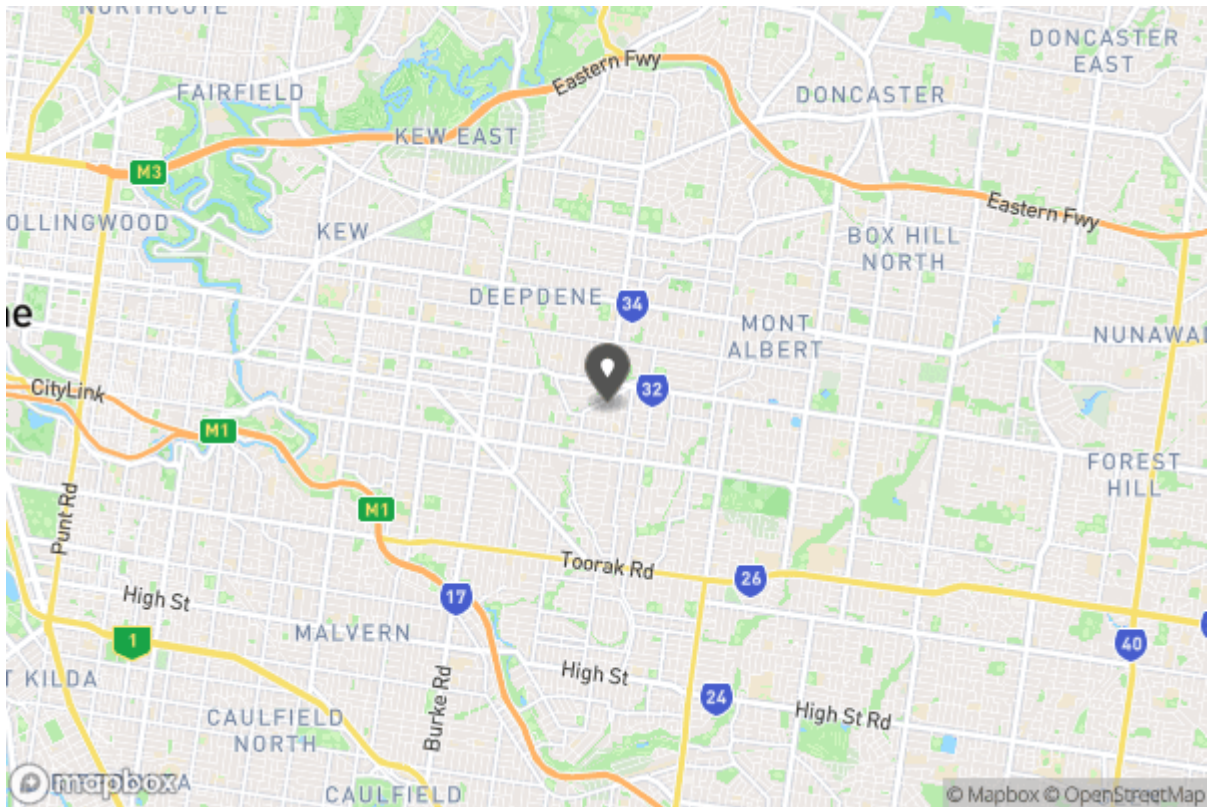 NORTHCOTE
DONCASTER
EAST
Eastern Fwy
FAIRFIELD
DONCASTER
KEW EAST
M3
OLLINGWOOD
KEW
Eastern Fwy
BOX HILL
NORTH
DEEPDENE
34
ne
MONT
ALBERT
NUNAWA
CityLink
32
M1
FOREST
HILL
M1
Punt Rd
Toorak Rd
26
17
High St
1
MALVERN
40
T KILDA
High St
24
Burke Rd
High St Rd
CAULFIELD
NORTH
mapbox
A
CAULFIELD
© Mapbox © OpenStreetMap